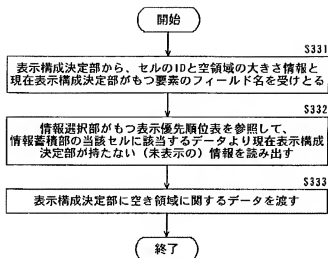 開始
S331
表示構成決定部から、セルのIDと空領域の大きさ情報と
現在表示構成決定部がもつ要素のフィールド名を受けとる
S332
情報選択部がもつ表示優先順位表を参照して、
情報蓄積部の当該セルに該当するデータより現在表示構成
決定部が持たない（未表示の）情報を読み出す
S333
表示構成決定部に空き領域に関するデータを渡す
終了